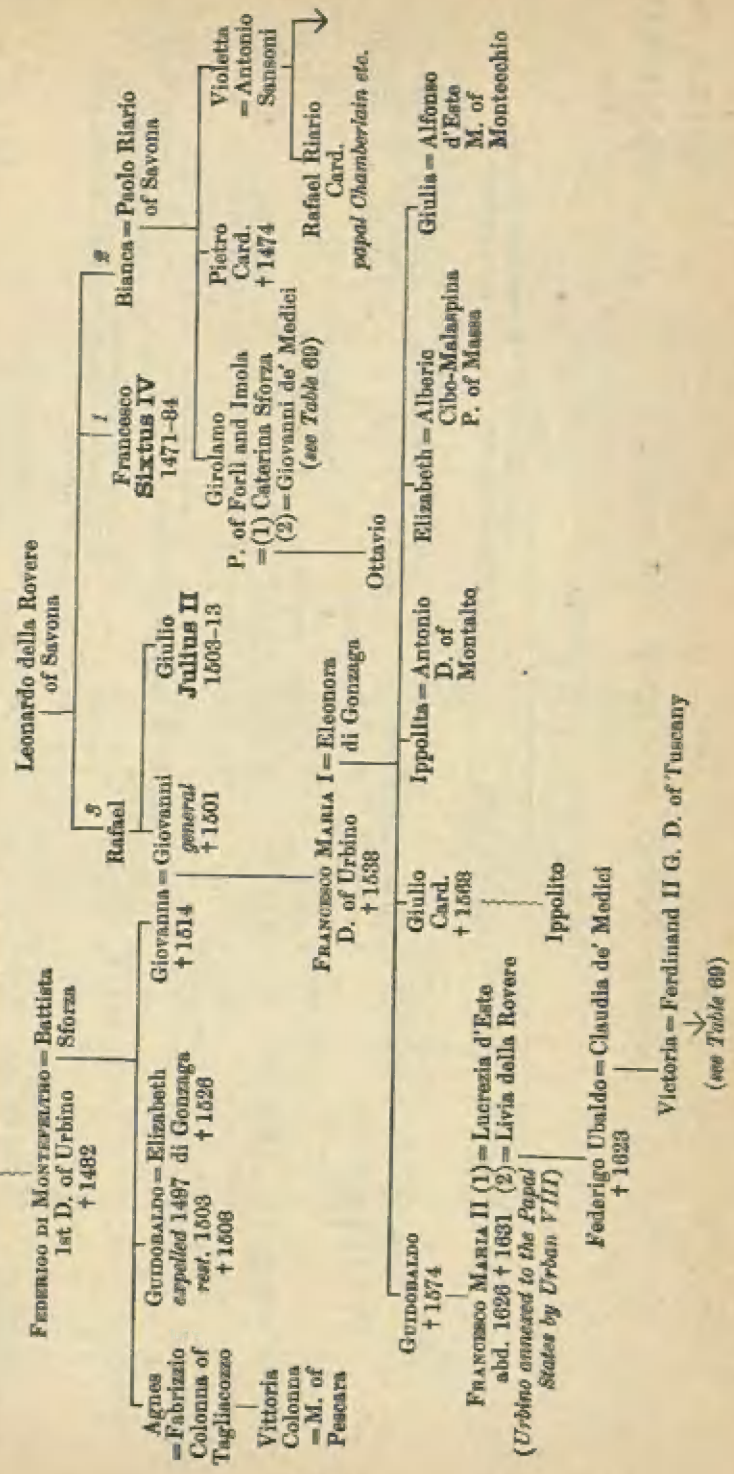 Leonardo della Rovere
of Savona
FEDERIGO DI MONTEFELTRO = Battista
1st D. of Urbino Sforza
† 1482
3
Rafael
1
Francesco
Sixtus IV
1471-84
2
Bianca = Paolo Riario
of Savona
Agnes
= Fabrizzio
Colonna of
Tagliacozzo
GUIDOBALDO = Elizabeth
expelled 1497 di Gonzaga
rest. 1503 † 1526
† 1508
Giovanna = Giovanni
† 1514 general
† 1501
Giulio
Julius II
1503-13
Girolamo
P. of Forlì and Imola
= (1) Caterina Sforza
(2) = Giovanni de' Medici
(see Table 69)
Pietro
Card.
† 1474
Violetta
= Antonio
Sansoni
Vittoria
Colonna
= M. of
Pescara
FRANCESCO MARIA I = Eleonora
D. of Urbino di Gonzaga
† 1538
Ottavio
Rafael Riario
Card.
papal Chamberlain etc.
GUIDOBALDO
† 1574
Giulio
Card.
† 1568
Ippolita = Antonio
D. of
Montalto
Elizabeth = Alberic
Cibo-Malaspina
P. of Massa
Giulia = Alfonso
d'Este
M. of
Montecchio
FRANCESCO MARIA II (1) = Lucrezia d'Este
abd. 1626 † 1631 (2) = Livia della Rovere
(Urbino annexed to the Papal
States by Urban VIII)
Ippolito
Federigo Ubaldo = Claudia de' Medici
† 1623
Victoria = Ferdinand II G. D. of Tuscany
(see Table 69)